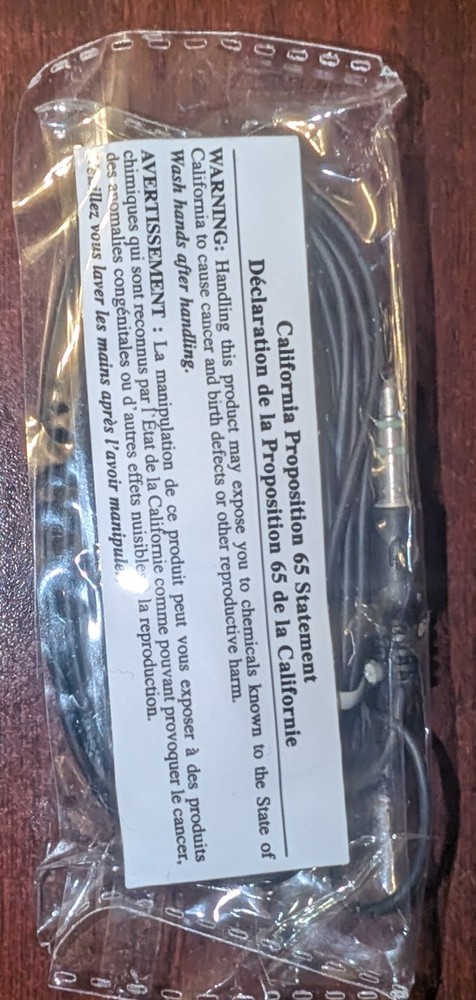 California Proposition 65 Statement
Déclaration de la Proposition 65 de la Californie
WARNING: Handling this product may expose you to chemicals known to the State of
California to cause cancer and birth defects or other reproductive harm.
Wash hands after handling.
AVERTISSEMENT : La manipulation de ce produit peut vous exposer à des produits
chimiques qui sont reconnus par l'État de la Californie comme pouvant provoquer le cancer,
des anomalies congénitales ou d'autres effets nuisibles la reproduction.
vous laver les mains après l'avoir